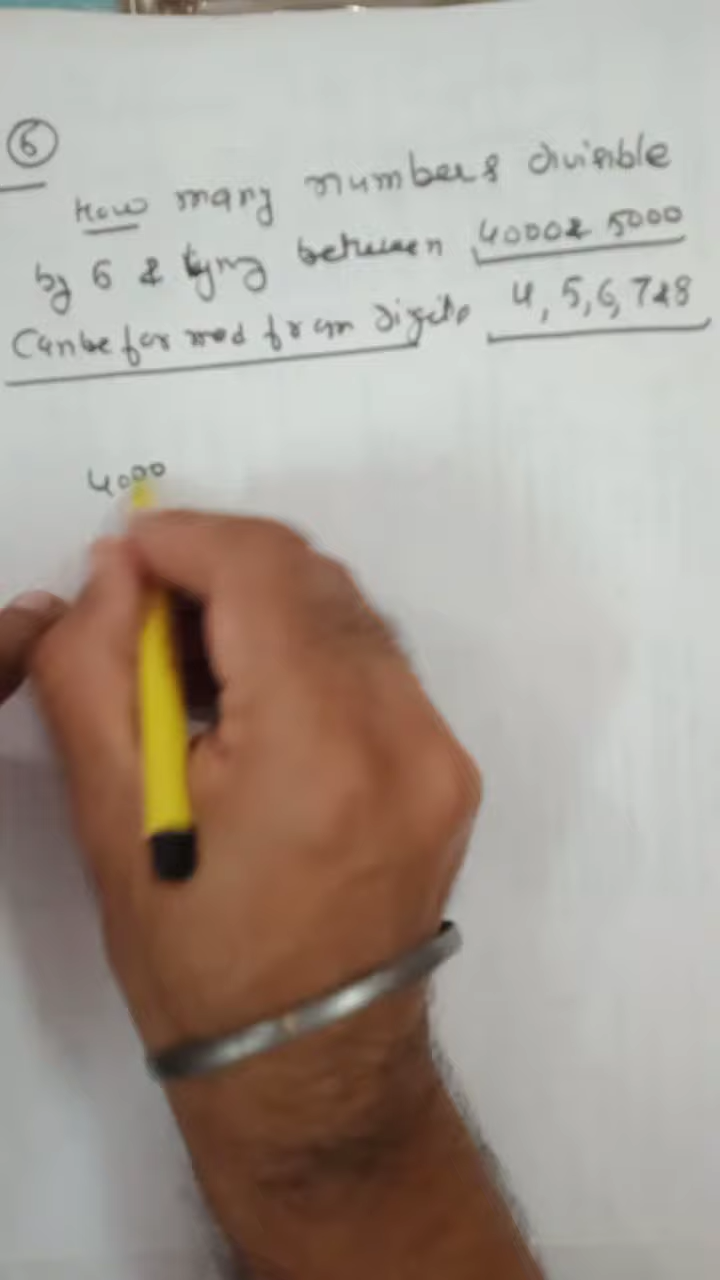 6
How many numbers divisible
by 6 & lying between 4000 & 5000
Can be formed from digits 4, 5, 6, 7 & 8
4000